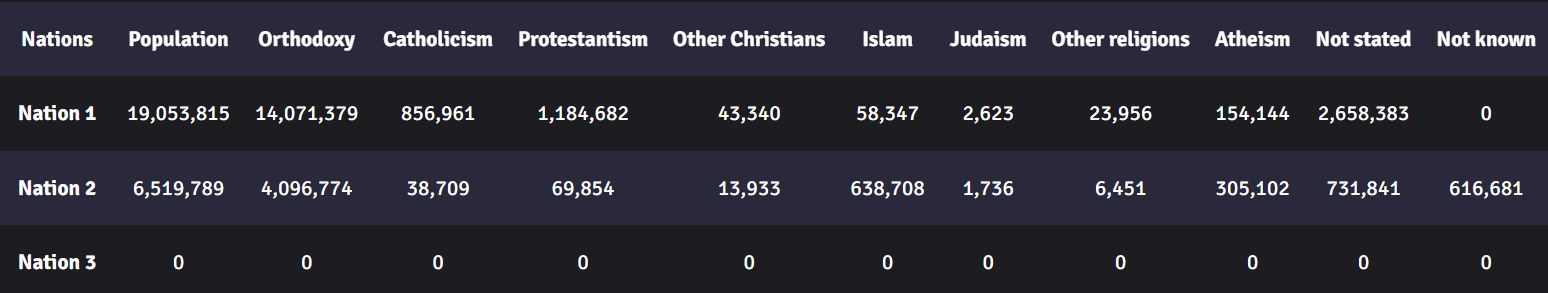 Nations Population Orthodoxy Catholicism Protestantism Other Christians Islam Judaism Other religions Atheism Not stated Not known
Nation 1 19,053,815 14,071,379 856,961 1,184,682 43,340 58,347 2,623 23,956 154,144 2,658,383 0
Nation 2 6,519,789 4,096,774 38,709 69,854 13,933 638,708 1,736 6,451 305,102 731,841 616,681
Nation 3 0 0 0 0 0 0 0 0 0 0 0